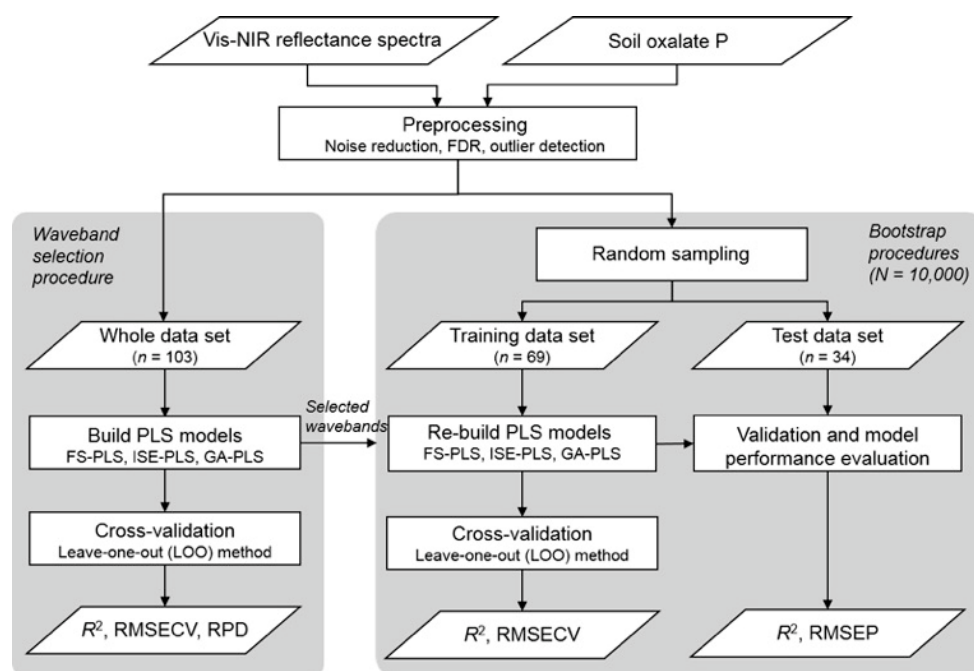 Vis-NIR reflectance spectra
Soil oxalate P
Preprocessing
Noise reduction, FDR, outlier detection
Waveband
selection
procedure
Bootstrap
procedures
(N = 10,000)
Random sampling
Whole data set
(n = 103)
Training data set
(n = 69)
Test data set
(n = 34)
Build PLS models
FS-PLS, ISE-PLS, GA-PLS
Selected
wavebands
Re-build PLS models
FS-PLS, ISE-PLS, GA-PLS
Validation and model
performance evaluation
Cross-validation
Leave-one-out (LOO) method
Cross-validation
Leave-one-out (LOO) method
R², RMSECV, RPD
R², RMSECV
R², RMSEP